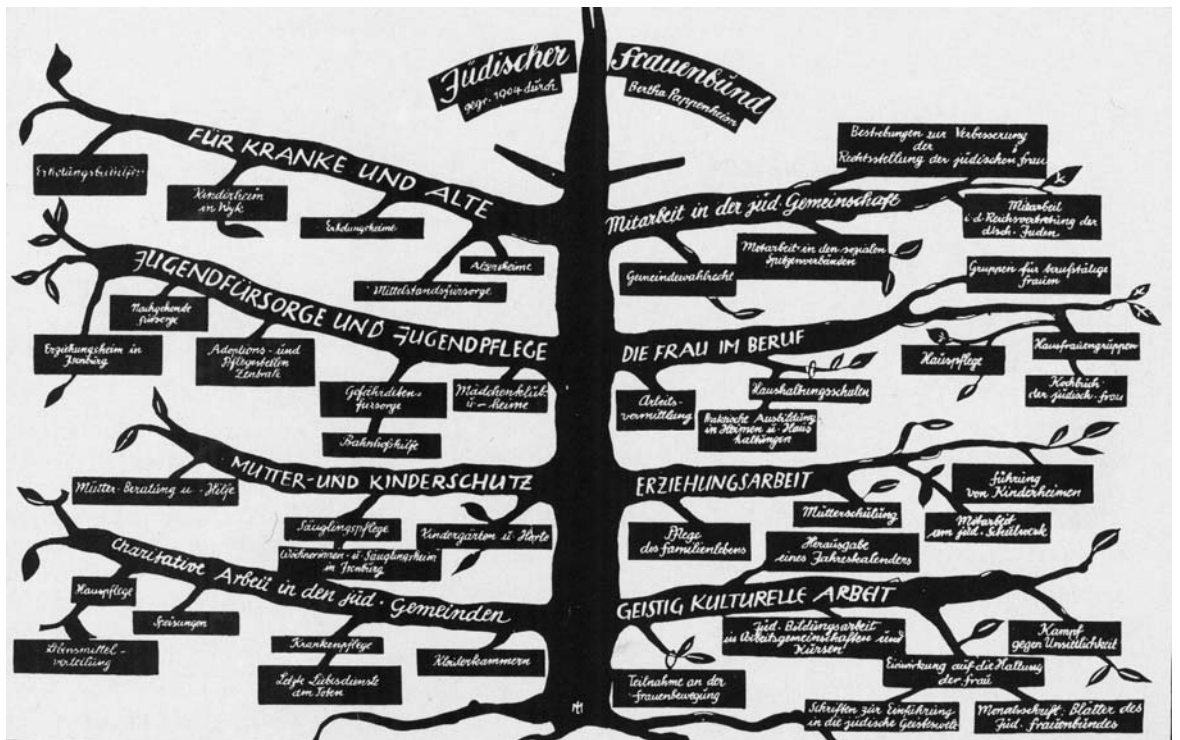 Jüdischer
gegr. 1904 durch
Frauenbund
Bertha Pappenheim
FÜR KRANKE UND ALTE
Erholungsbeihilfe
Kinderheim
in Wyk
Erholungsheime
Altersheime
Mittelstandsfürsorge
JUGENDFÜRSORGE UND JUGENDPFLEGE
Nachgehende
Fürsorge
Erziehungsheim in
Isenburg
Adoptions- und
Pflegestellen
Zentrale
Gefährdeten-
fürsorge
Mädchenklub
u-heime
Bahnhofshilfe
MUTTER-UND KINDERSCHUTZ
Mütter-Beratung u.-Hilfe
Säuglingspflege
Kindergärten u. Horte
Wöchnerinnen- u. Säuglingsheim
in Isenburg
Charitative Arbeit in den jüd. Gemeinden
Hauspflege
Speisungen
Lebensmittel-
verteilung
Krankenpflege
Kleiderkammern
Letzte Liebesdienste
dem Toten
Mitarbeit in der jüd. Gemeinschaft
Bestrebungen zur Verbesserung
der
Rechtsstellung der jüdischen Frau
Mitarbeit
i.d. Reichsvertretung der
dtsch. Juden
Mitarbeit in den sozialen
Spitzenverbänden
Gemeindewahlrecht
DIE FRAU IM BERUF
Gruppen für berufstätige
Frauen
Hauspflege
Hausfrauengruppen
Kochbuch
der jüdisch. Frau
Arbeits-
vermittlung
Haushaltungsschulen
Praktische Ausbildung
in Heimen u. Haus
haltungen
ERZIEHUNGSARBEIT
Führung
von Kinderheimen
Mütterschulung
Mitarbeit
am jüd. Schulwerk
Pflege
des Familienlebens
Herausgabe
eines Jahreskalenders
GEISTIG KULTURELLE ARBEIT
Jüd. Bildungsarbeit
in Arbeitsgemeinschaften und
Kursen
Kampf
gegen Unsittlichkeit
Einwirkung auf die Haltung
der Frau
Teilnahme an der
Frauenbewegung
Schriften zur Einführung
in die jüdische Geisteswelt
Monatsschrift: Blätter des
Jüd. Frauenbundes